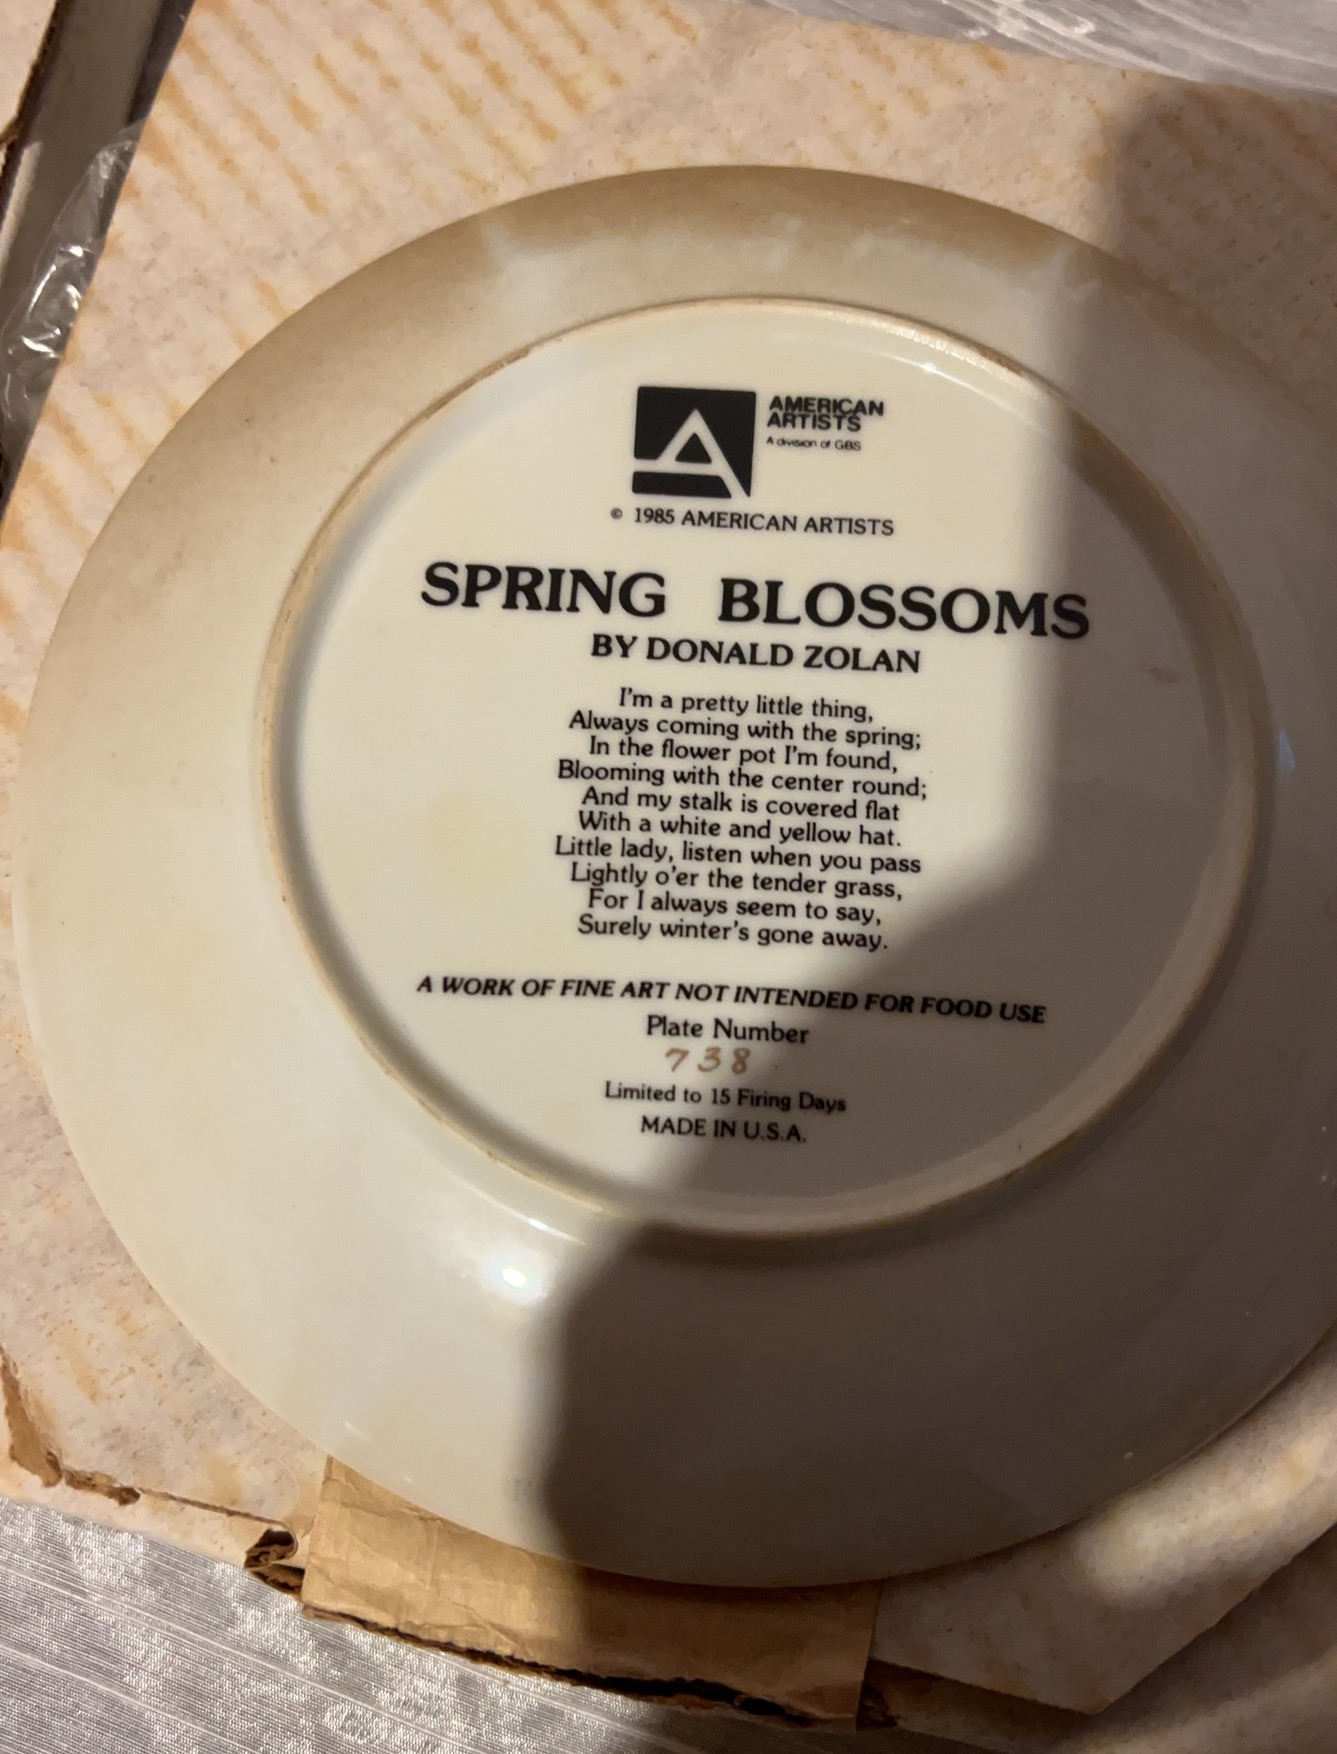 AMERICAN
ARTISTS
A division of GBS
© 1985 AMERICAN ARTISTS
SPRING BLOSSOMS
BY DONALD ZOLAN
I'm a pretty little thing,
Always coming with the spring;
In the flower pot I'm found,
Blooming with the center round;
And my stalk is covered flat
With a white and yellow hat.
Little lady, listen when you pass
Lightly o'er the tender grass,
For I always seem to say,
Surely winter's gone away.
A WORK OF FINE ART NOT INTENDED FOR FOOD USE
Plate Number
738
Limited to 15 Firing Days
MADE IN U.S.A.